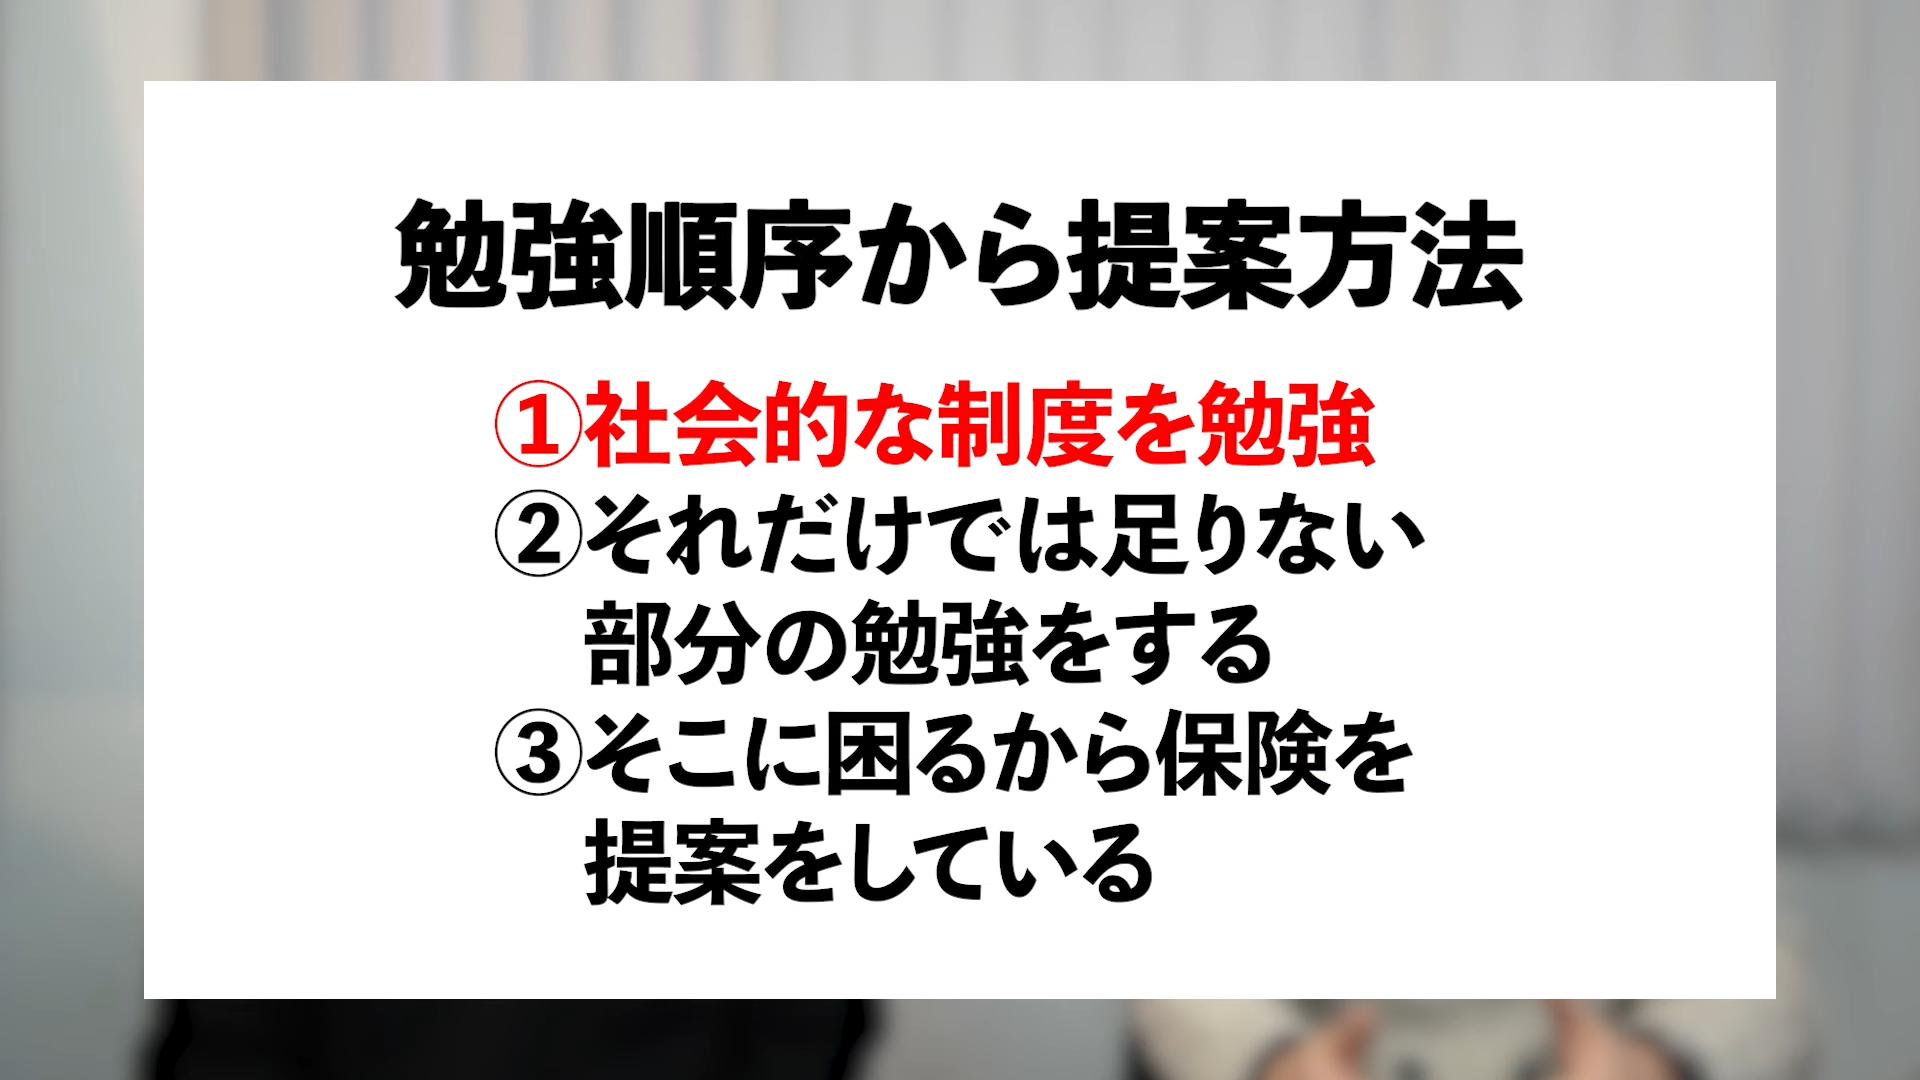 勉強順序から提案方法
①社会的な制度を勉強
②それだけでは足りない
部分の勉強をする
③そこに困るから保険を
提案をしている